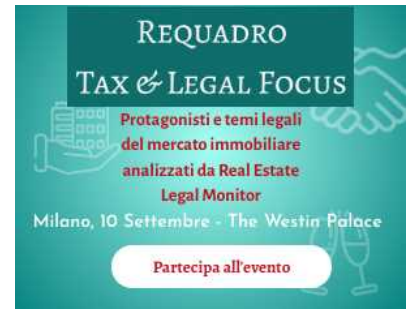 Requadro
Tax & Legal Focus
Protagonisti e temi legali
del mercato immobiliare
analizzati da Real Estate
Legal Monitor
Milano, 10 Settembre - The Westin Palace
Partecipa all'evento